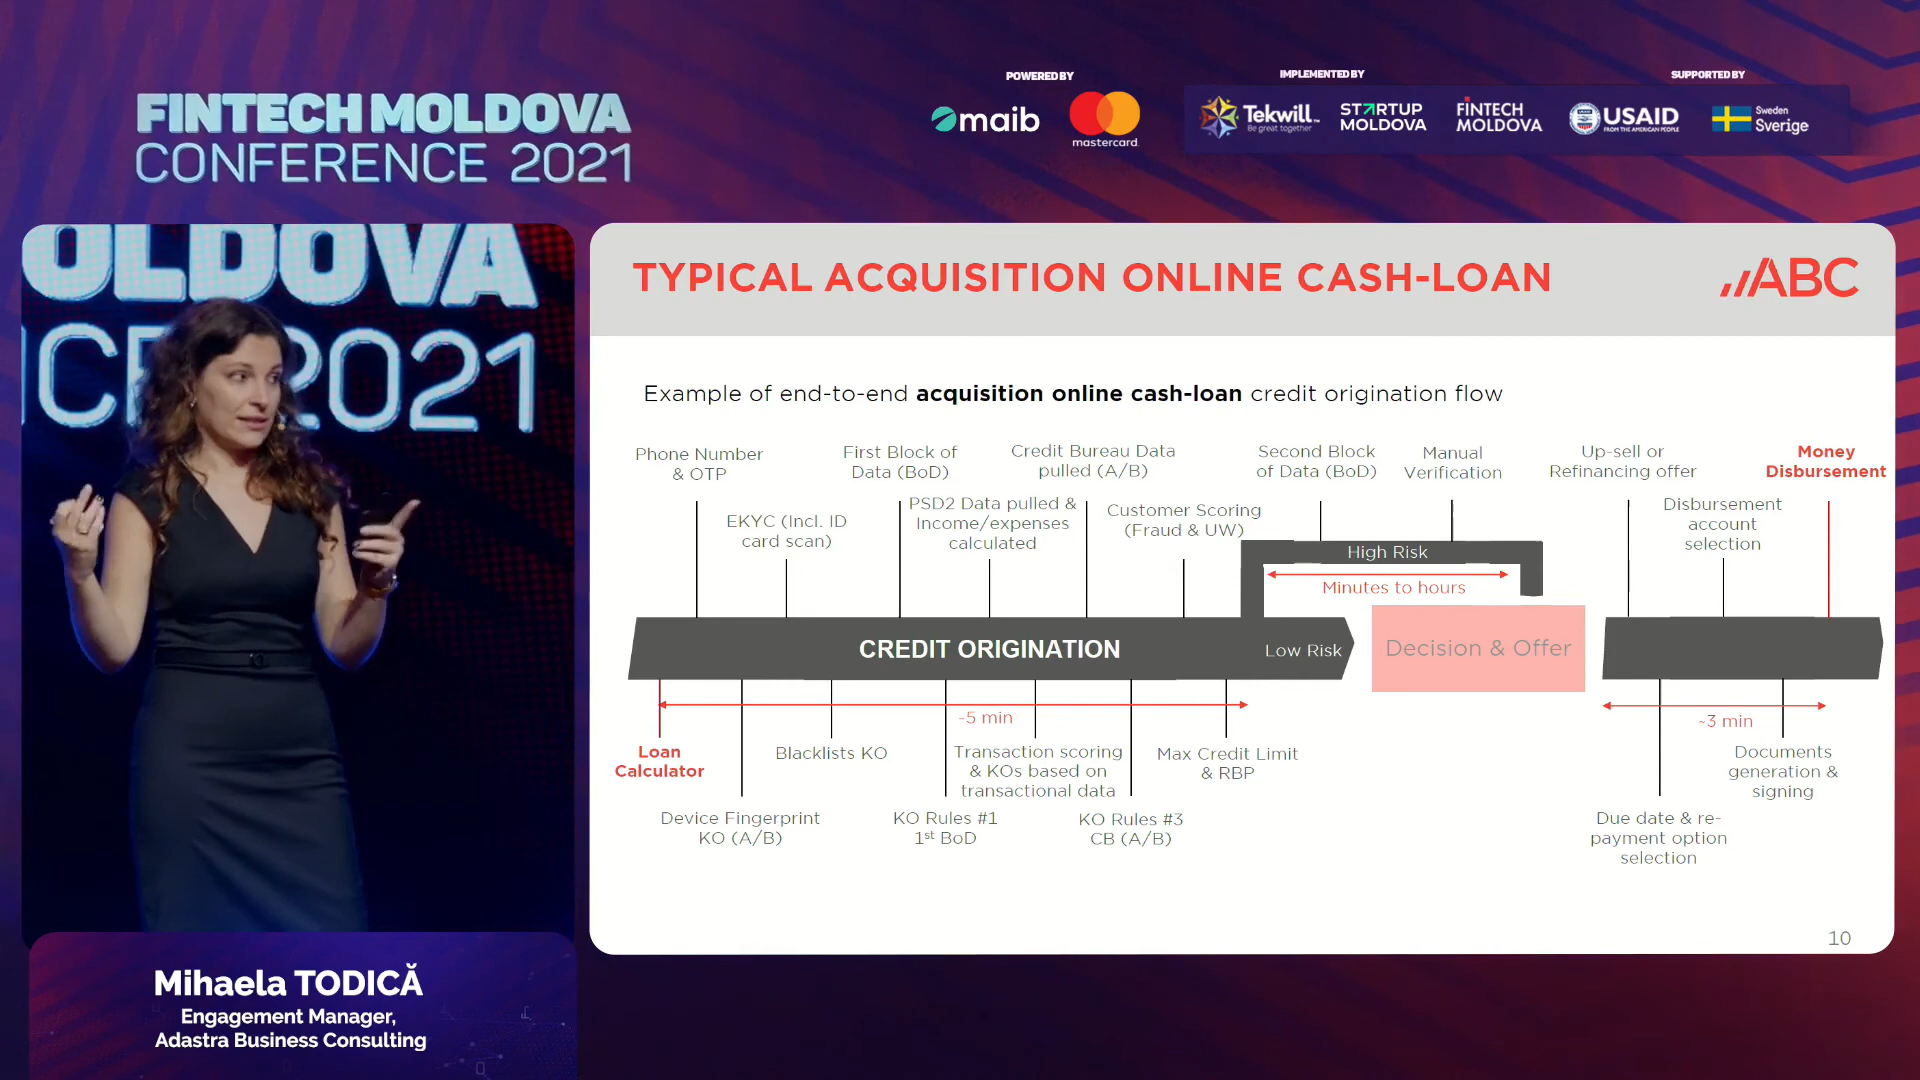 FINTECH MOLDOVA
CONFERENCE 2021
POWERED BY
maib
mastercard
IMPLEMENTED BY
Tekwill
Be great together
STARTUP
MOLDOVA
FINTECH
MOLDOVA
SUPPORTED BY
USAID
FROM THE AMERICAN PEOPLE
Sweden
Sverige
OLDOVA
2021
Mihaela TODICĂ
Engagement Manager,
Adastra Business Consulting
TYPICAL ACQUISITION ONLINE CASH-LOAN
ABC
Example of end-to-end acquisition online cash-loan credit origination flow
Phone Number
& OTP
EKYC (Incl. ID
card scan)
First Block of
Data (BoD)
PSD2 Data pulled &
Income/expenses
calculated
Credit Bureau Data
pulled (A/B)
Customer Scoring
(Fraud & UW)
Second Block
of Data (BoD)
Manual
Verification
Up-sell or
Refinancing offer
Disbursement
account
selection
Money
Disbursement
High Risk
Minutes to hours
CREDIT ORIGINATION
Low Risk
Decision & Offer
~5 min
~3 min
Loan
Calculator
Device Fingerprint
KO (A/B)
Blacklists KO
KO Rules #1
1st BoD
Transaction scoring
& KOs based on
transactional data
KO Rules #3
CB (A/B)
Max Credit Limit
& RBP
Due date & re-
payment option
selection
Documents
generation &
signing
10